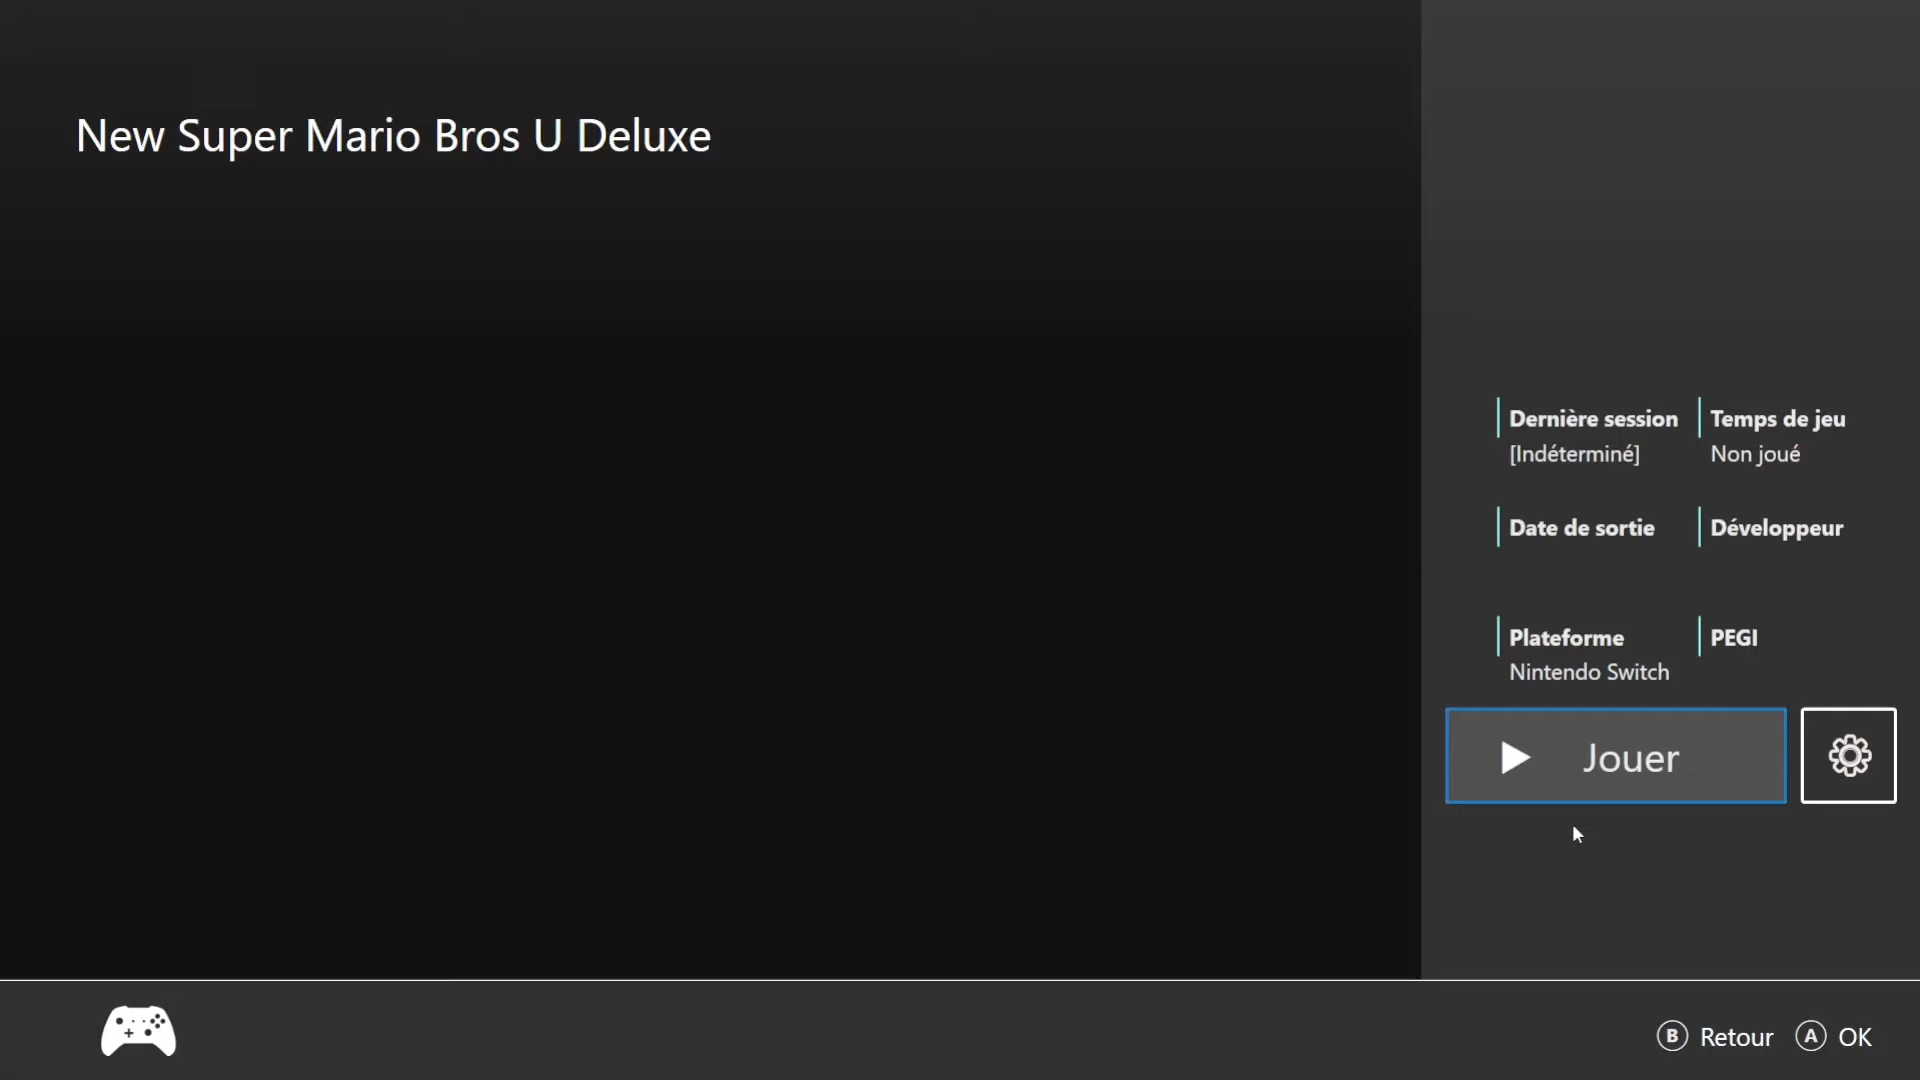 New Super Mario Bros U Deluxe
Dernière session
[Indéterminé]
Temps de jeu
Non joué
Date de sortie
Développeur
Plateforme
Nintendo Switch
PEGI
Jouer
B Retour A OK